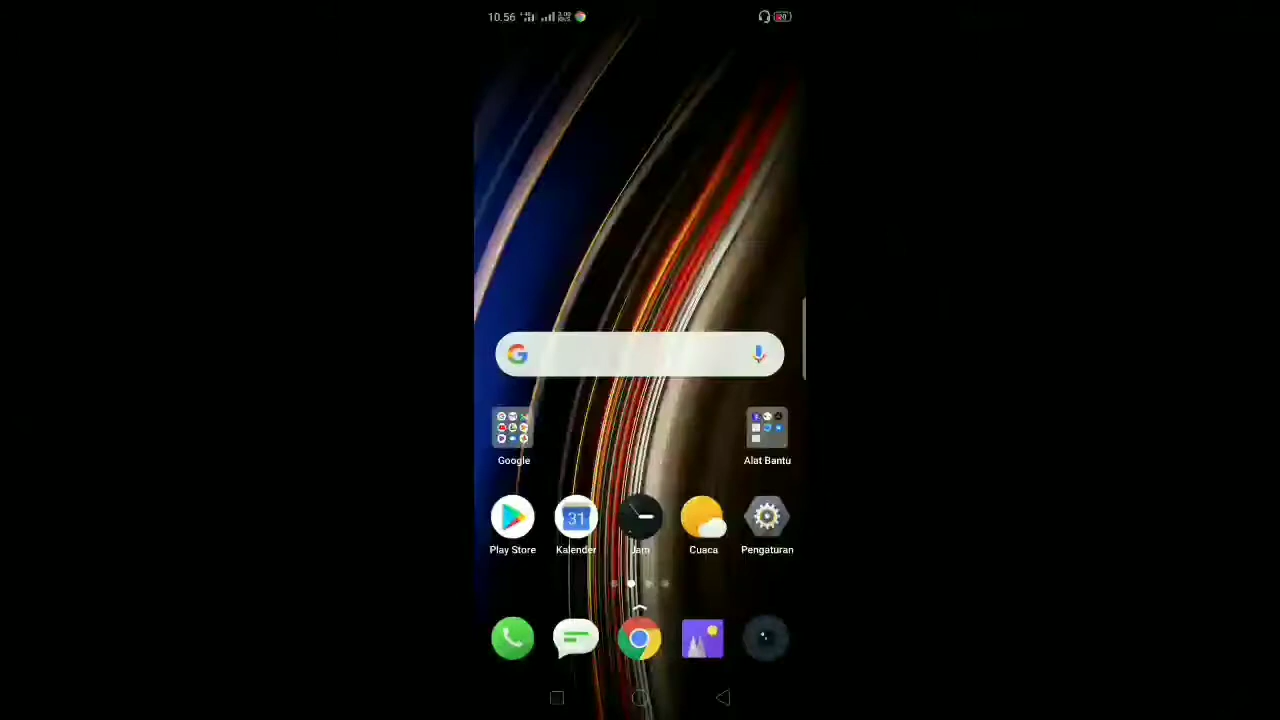 10.56
Google
Alat Bantu
31
Play Store
Kalender
Jam
Cuaca
Pengaturan